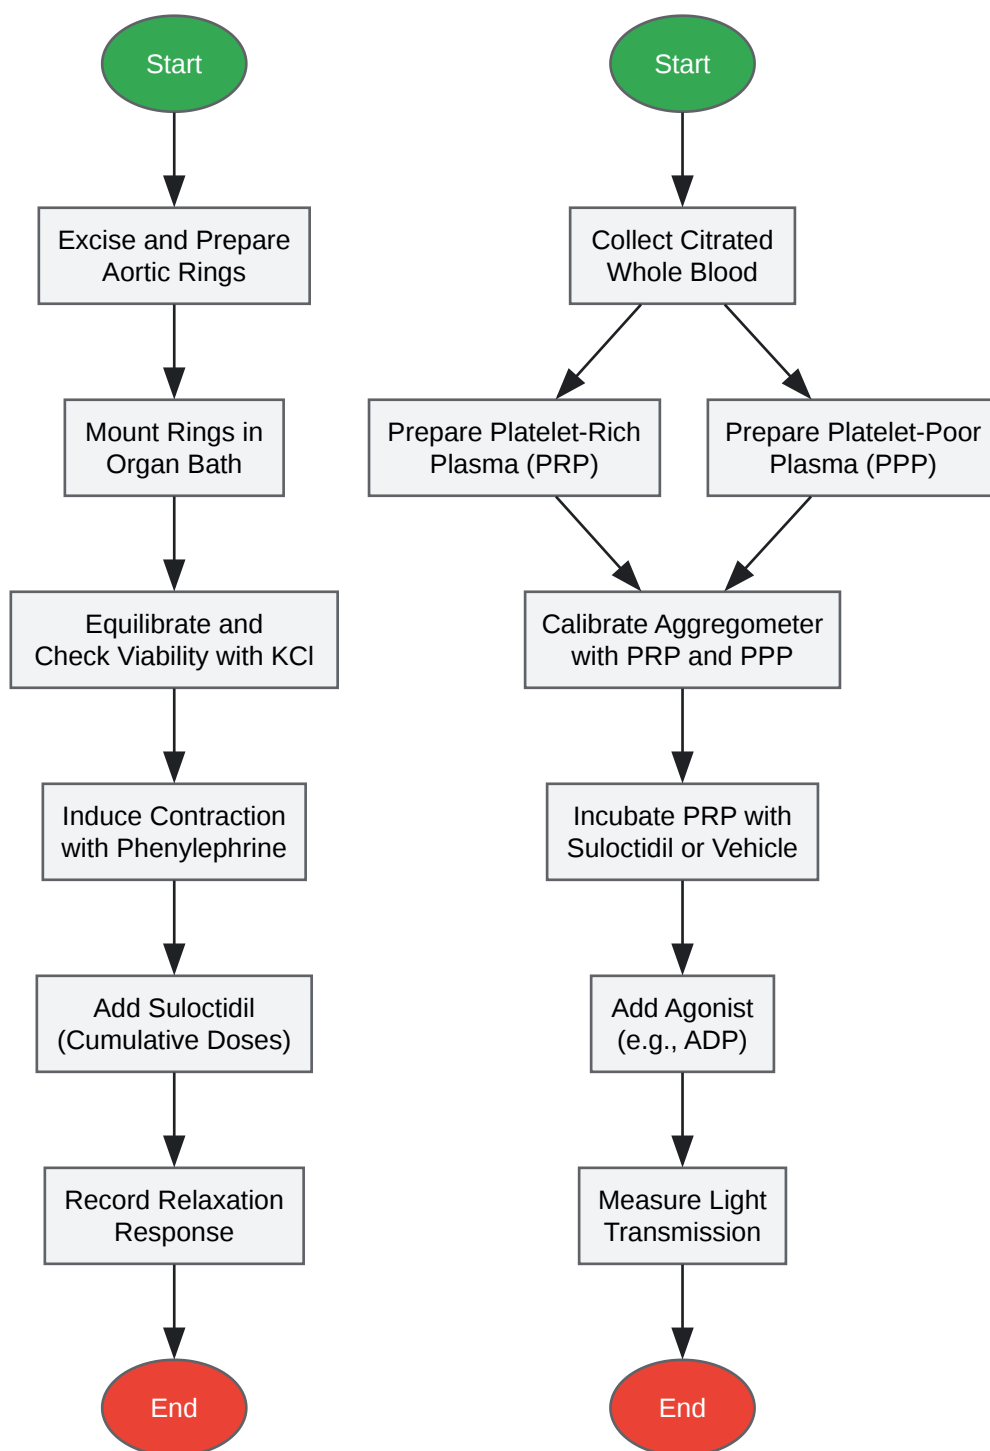 Start
Excise and Prepare
Aortic Rings
Mount Rings in
Organ Bath
Equilibrate and
Check Viability with KCl
Induce Contraction
with Phenylephrine
Add Suloctidil
(Cumulative Doses)
Record Relaxation
Response
End
Start
Collect Citrated
Whole Blood
Prepare Platelet-Rich
Plasma (PRP)
Prepare Platelet-Poor
Plasma (PPP)
Calibrate Aggregometer
with PRP and PPP
Incubate PRP with
Suloctidil or Vehicle
Add Agonist
(e.g., ADP)
Measure Light
Transmission
End